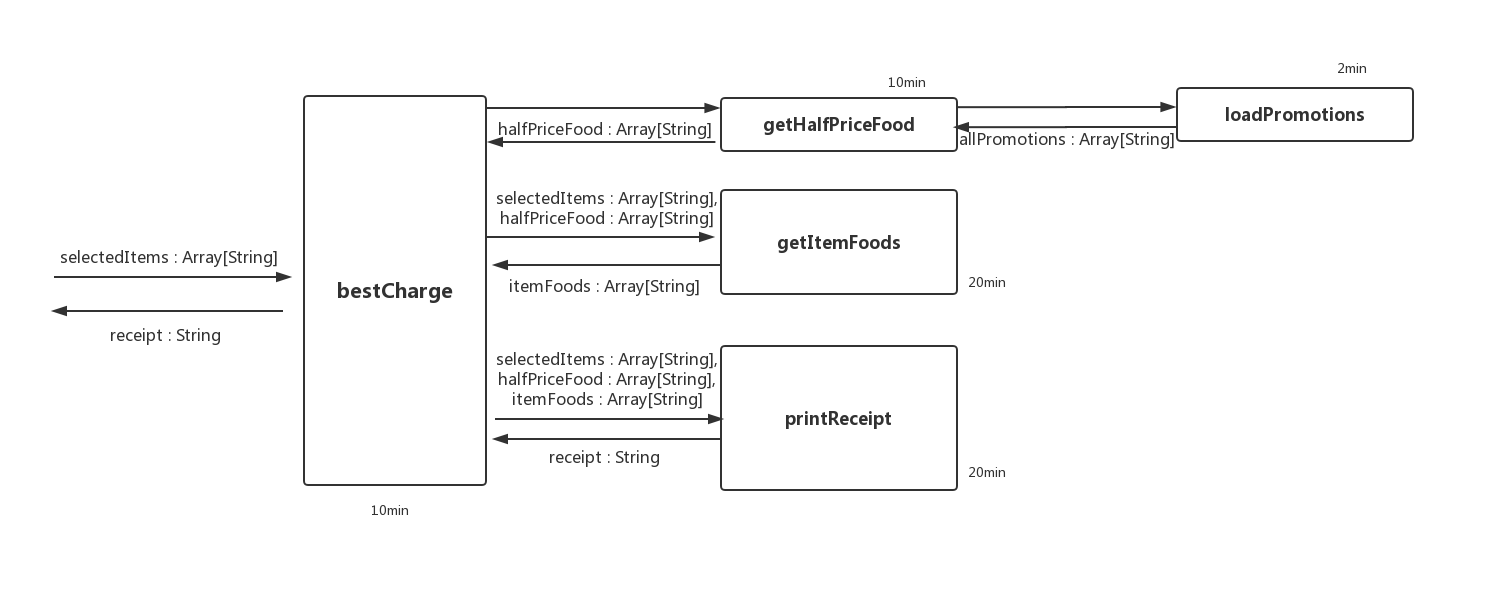 2min
10min
loadPromotions
getHalfPriceFood
halfPriceFood : Array[String]
allPromotions : Array[String]
selectedItems : Array[String],
halfPriceFood : Array[String]
getItemFoods
selectedItems : Array[String]
itemFoods : Array[String]
20min
bestCharge
receipt : String
selectedItems : Array[String],
halfPriceFood : Array[String],
itemFoods : Array[String]
printReceipt
receipt : String
20min
10min